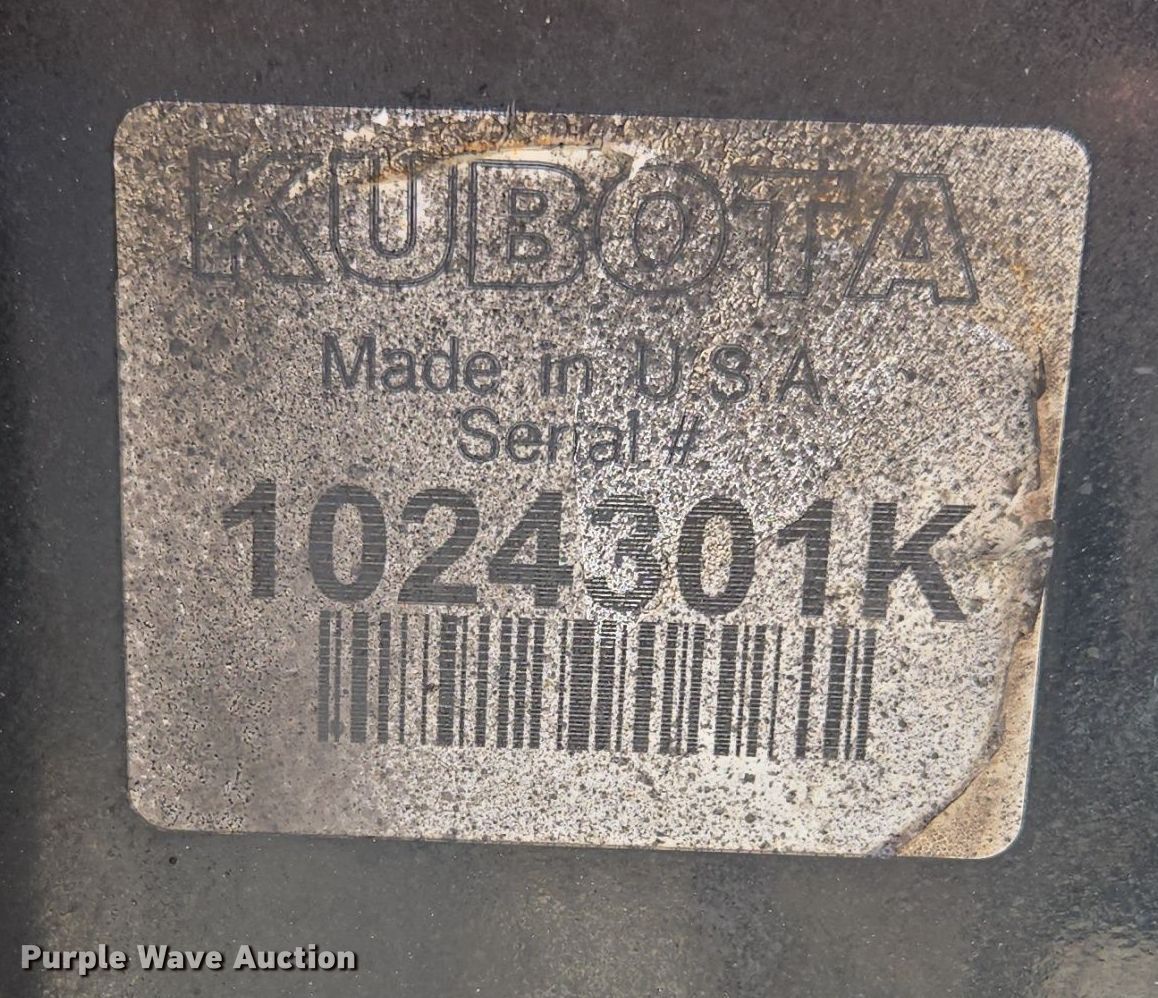 KUBOTA
Made in U.S.A.
Serial #
1024301K
Purple Wave Auction